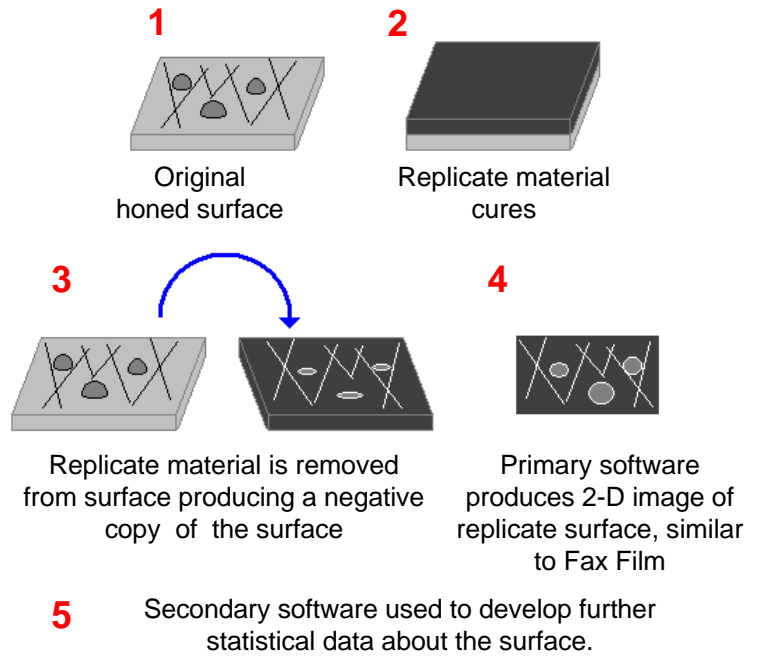 1
2
Original
honed surface
Replicate material
cures
3
4
Replicate material is removed
from surface producing a negative
copy of the surface
Primary software
produces 2-D image of
replicate surface, similar
to Fax Film
5
Secondary software used to develop further
statistical data about the surface.